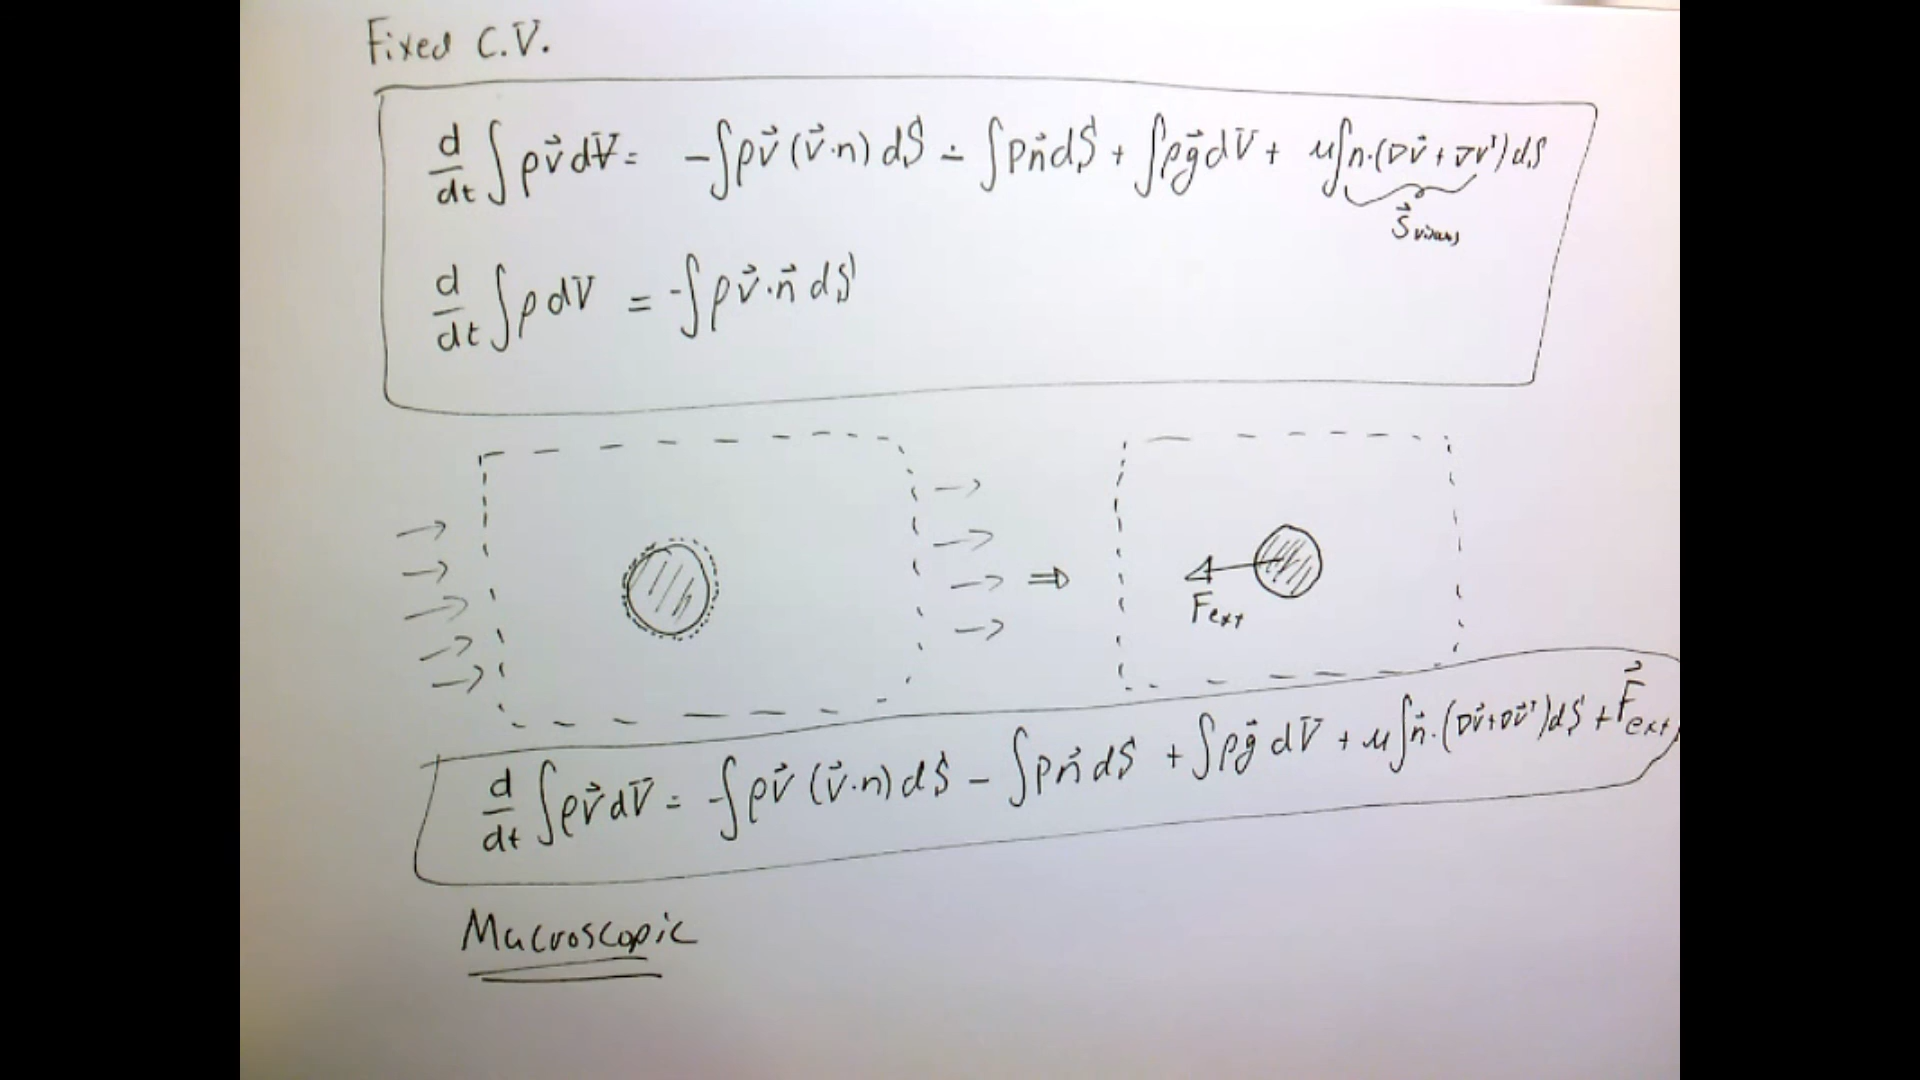 Fixed C.V.
d/dt ∫ρv⃗dV = -∫ρv⃗(v⃗·n)dS - ∫Pn⃗dS + ∫ρg⃗dV + μ∫n·(∇v⃗ + ∇vᵀ)dS
d/dt ∫ρdV = -∫ρv⃗·n⃗ dS
⇒
Fext
d/dt ∫ρv⃗dV = -∫ρv⃗(v⃗·n)dS - ∫Pn⃗dS + ∫ρg⃗dV + μ∫n⃗·(∇v⃗+∇v⃗ᵀ)dS + F⃗ext
Macroscopic